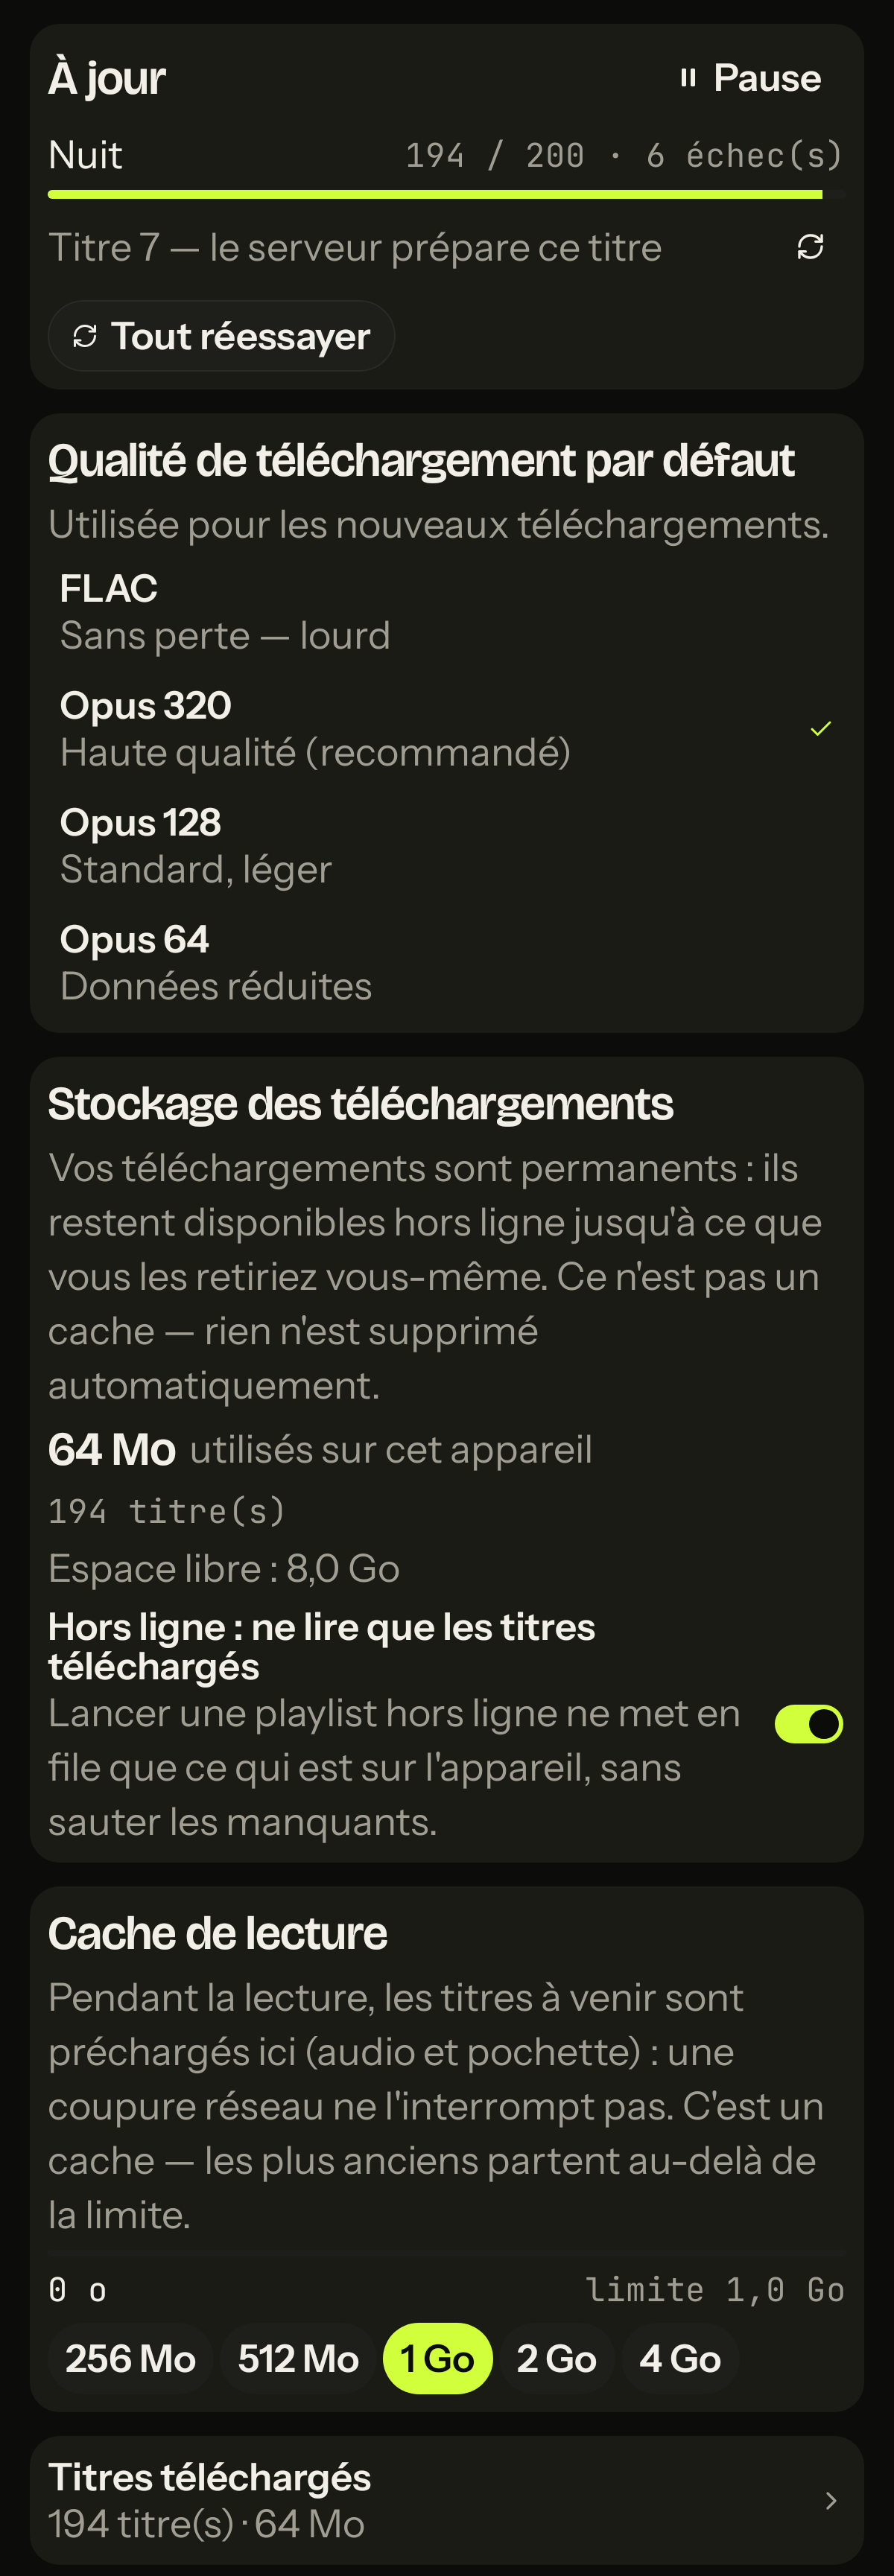 À jour
Pause
Nuit
194 / 200 · 6 échec(s)
Titre 7 — le serveur prépare ce titre
Tout réessayer
Qualité de téléchargement par défaut
Utilisée pour les nouveaux téléchargements.
FLAC
Sans perte — lourd
Opus 320
Haute qualité (recommandé)
Opus 128
Standard, léger
Opus 64
Données réduites
Stockage des téléchargements
Vos téléchargements sont permanents : ils
restent disponibles hors ligne jusqu'à ce que
vous les retiriez vous-même. Ce n'est pas un
cache — rien n'est supprimé
automatiquement.
64 Mo utilisés sur cet appareil
194 titre(s)
Espace libre : 8,0 Go
Hors ligne : ne lire que les titres
téléchargés
Lancer une playlist hors ligne ne met en
file que ce qui est sur l'appareil, sans
sauter les manquants.
Cache de lecture
Pendant la lecture, les titres à venir sont
préchargés ici (audio et pochette) : une
coupure réseau ne l'interrompt pas. C'est un
cache — les plus anciens partent au-delà de
la limite.
0 o
limite 1,0 Go
256 Mo
512 Mo
1 Go
2 Go
4 Go
Titres téléchargés
194 titre(s) · 64 Mo